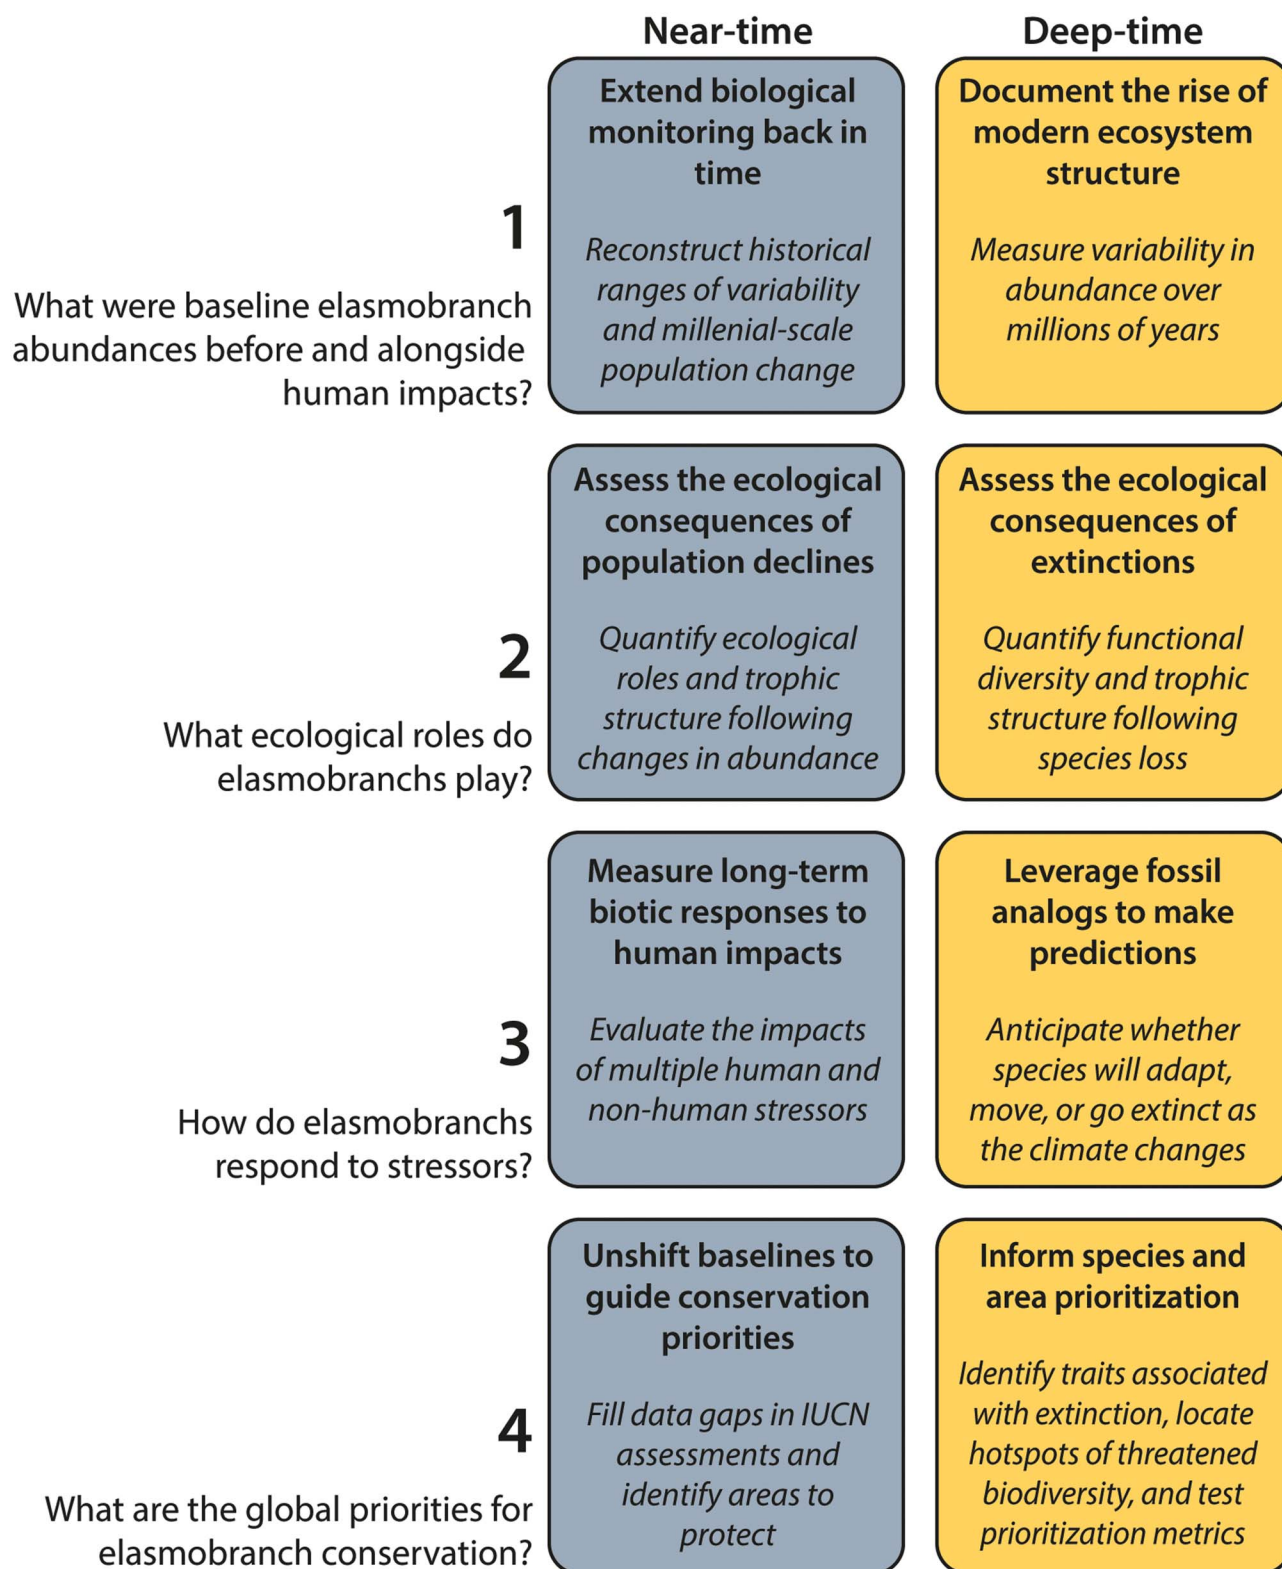 Near-time
Deep-time
1
What were baseline elasmobranch
abundances before and alongside
human impacts?
Extend biological
monitoring back in
time
Reconstruct historical
ranges of variability
and millenial-scale
population change
Document the rise of
modern ecosystem
structure
Measure variability in
abundance over
millions of years
2
What ecological roles do
elasmobranchs play?
Assess the ecological
consequences of
population declines
Quantify ecological
roles and trophic
structure following
changes in abundance
Assess the ecological
consequences of
extinctions
Quantify functional
diversity and trophic
structure following
species loss
3
How do elasmobranchs
respond to stressors?
Measure long-term
biotic responses to
human impacts
Evaluate the impacts
of multiple human and
non-human stressors
Leverage fossil
analogs to make
predictions
Anticipate whether
species will adapt,
move, or go extinct as
the climate changes
4
What are the global priorities for
elasmobranch conservation?
Unshift baselines to
guide conservation
priorities
Fill data gaps in IUCN
assessments and
identify areas to
protect
Inform species and
area prioritization
Identify traits associated
with extinction, locate
hotspots of threatened
biodiversity, and test
prioritization metrics